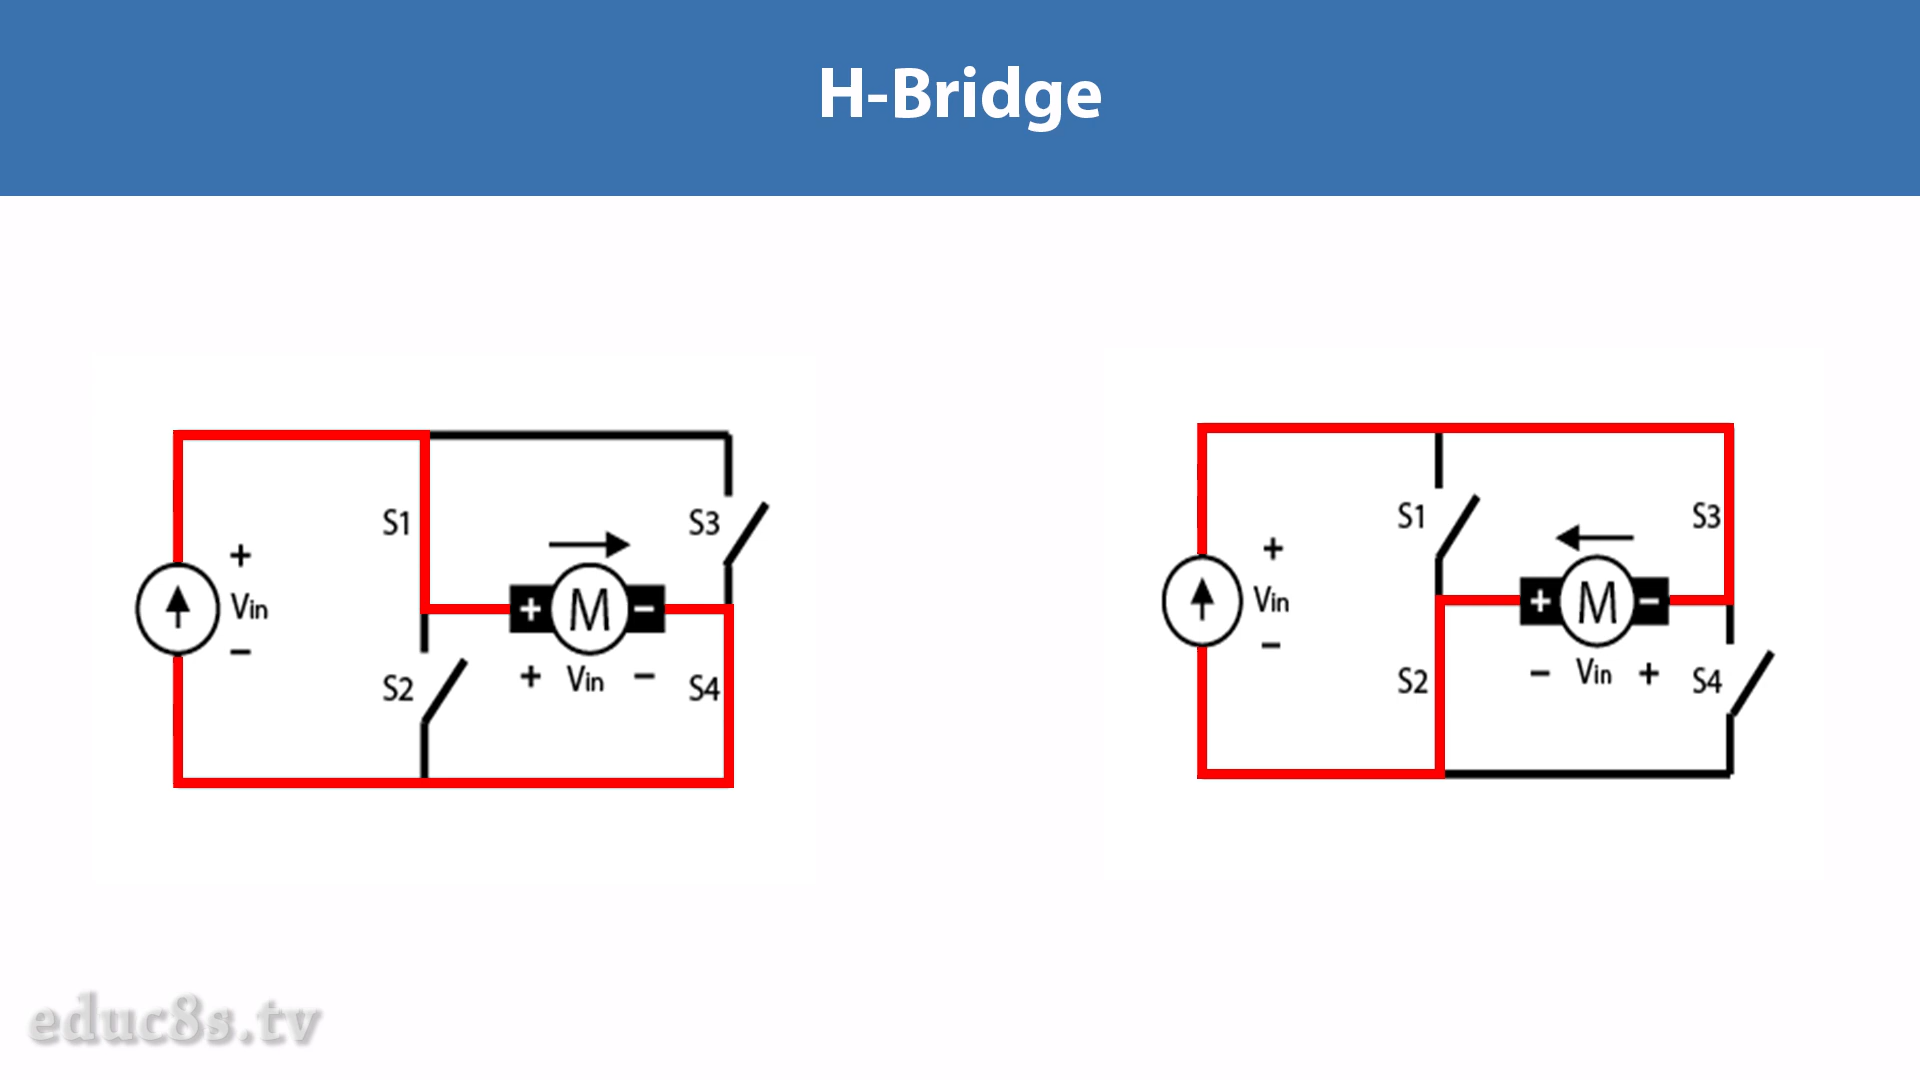 H-Bridge
S1
S3
+
Vin
−
+ M −
+ Vin −
S2
S4
S1
S3
+
Vin
−
+ M −
− Vin +
S2
S4
educ8s.tv